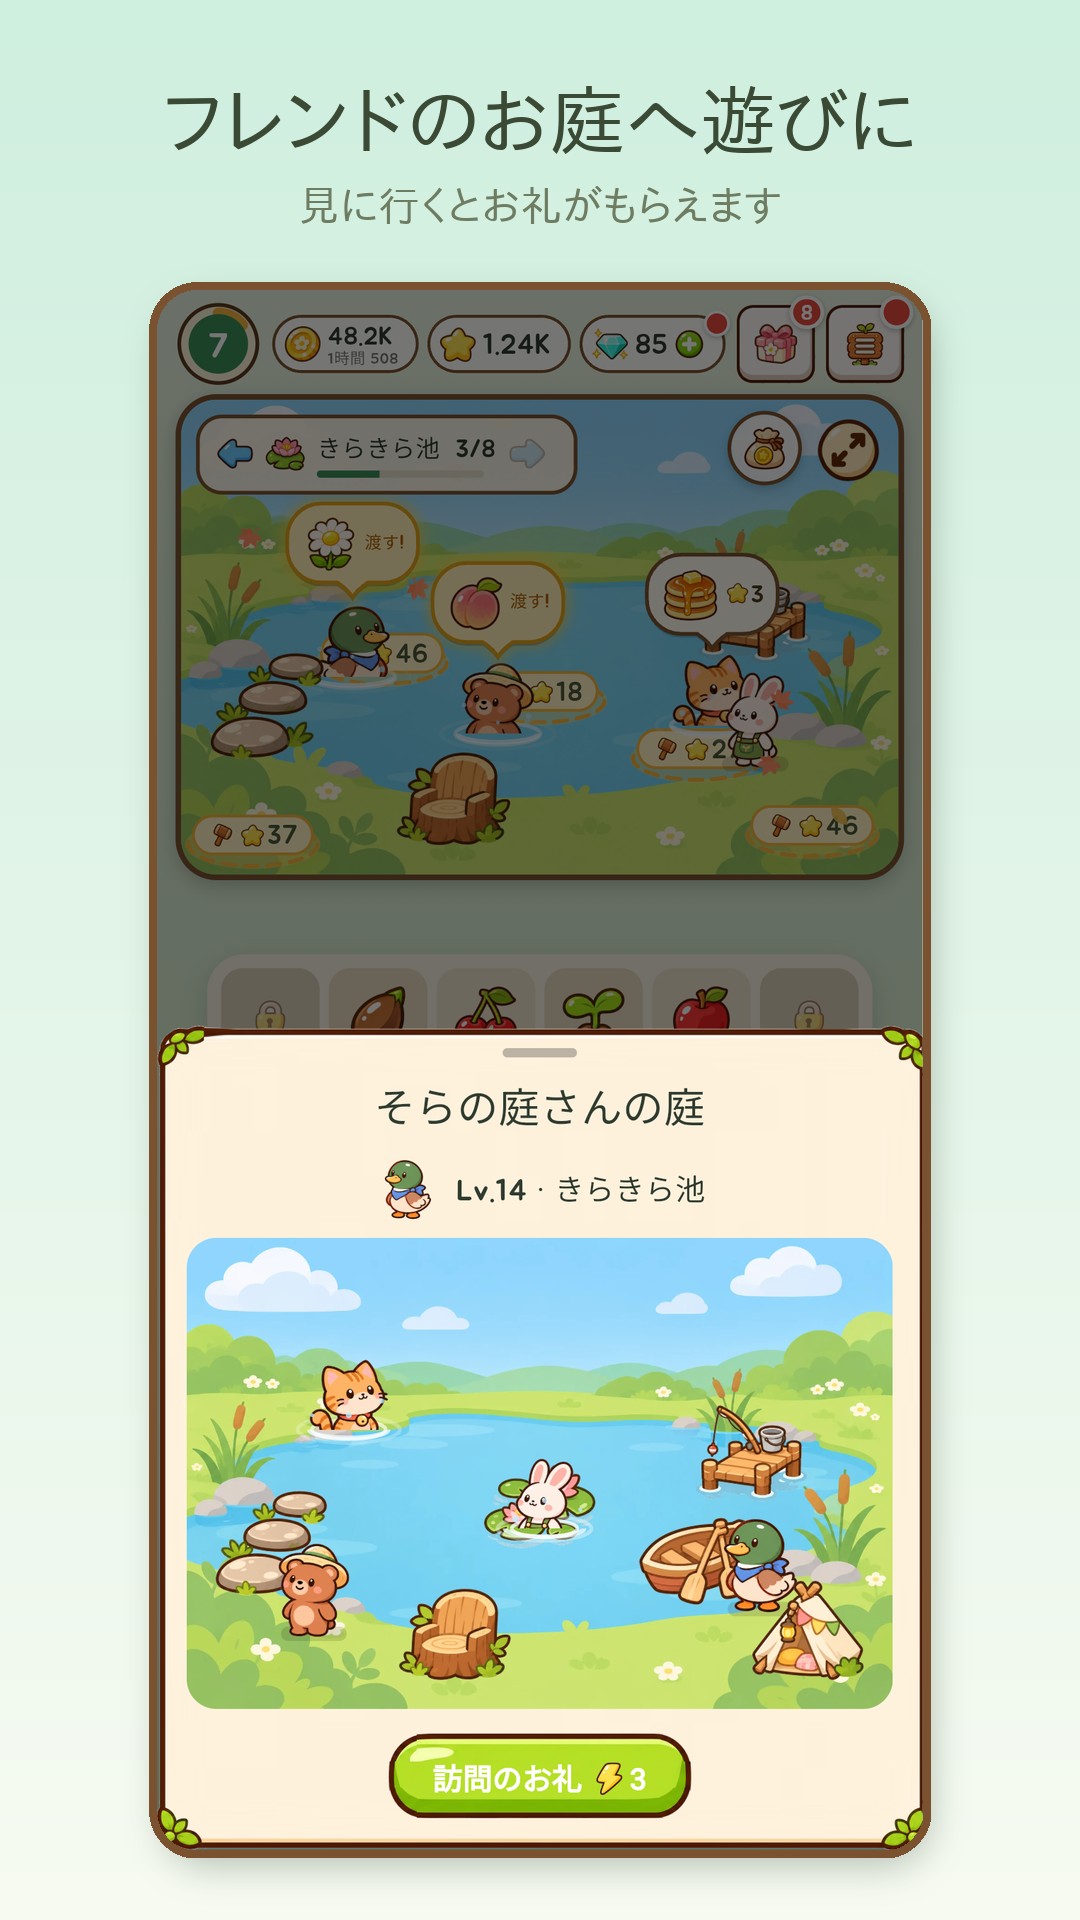 フレンドのお庭へ遊びに
見に行くとお礼がもらえます
7
48.2K
1時間 508
1.24K
85
8
きらきら池 3/8
渡す!
渡す!
3
46
18
2
37
46
そらの庭さんの庭
Lv.14 · きらきら池
訪問のお礼 3